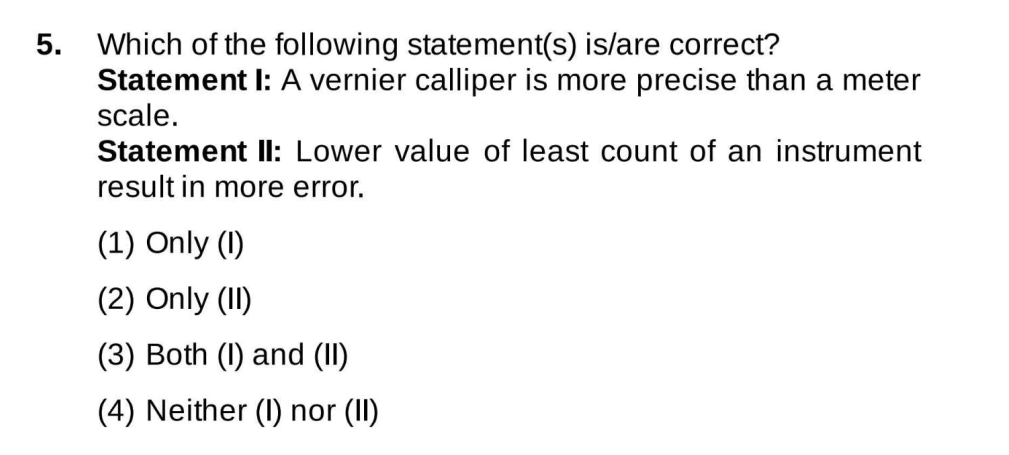 5. Which of the following statement(s) is/are correct?
Statement I: A vernier calliper is more precise than a meter
scale.
Statement II: Lower value of least count of an instrument
result in more error.
(1) Only (I)
(2) Only (II)
(3) Both (I) and (II)
(4) Neither (I) nor (II)